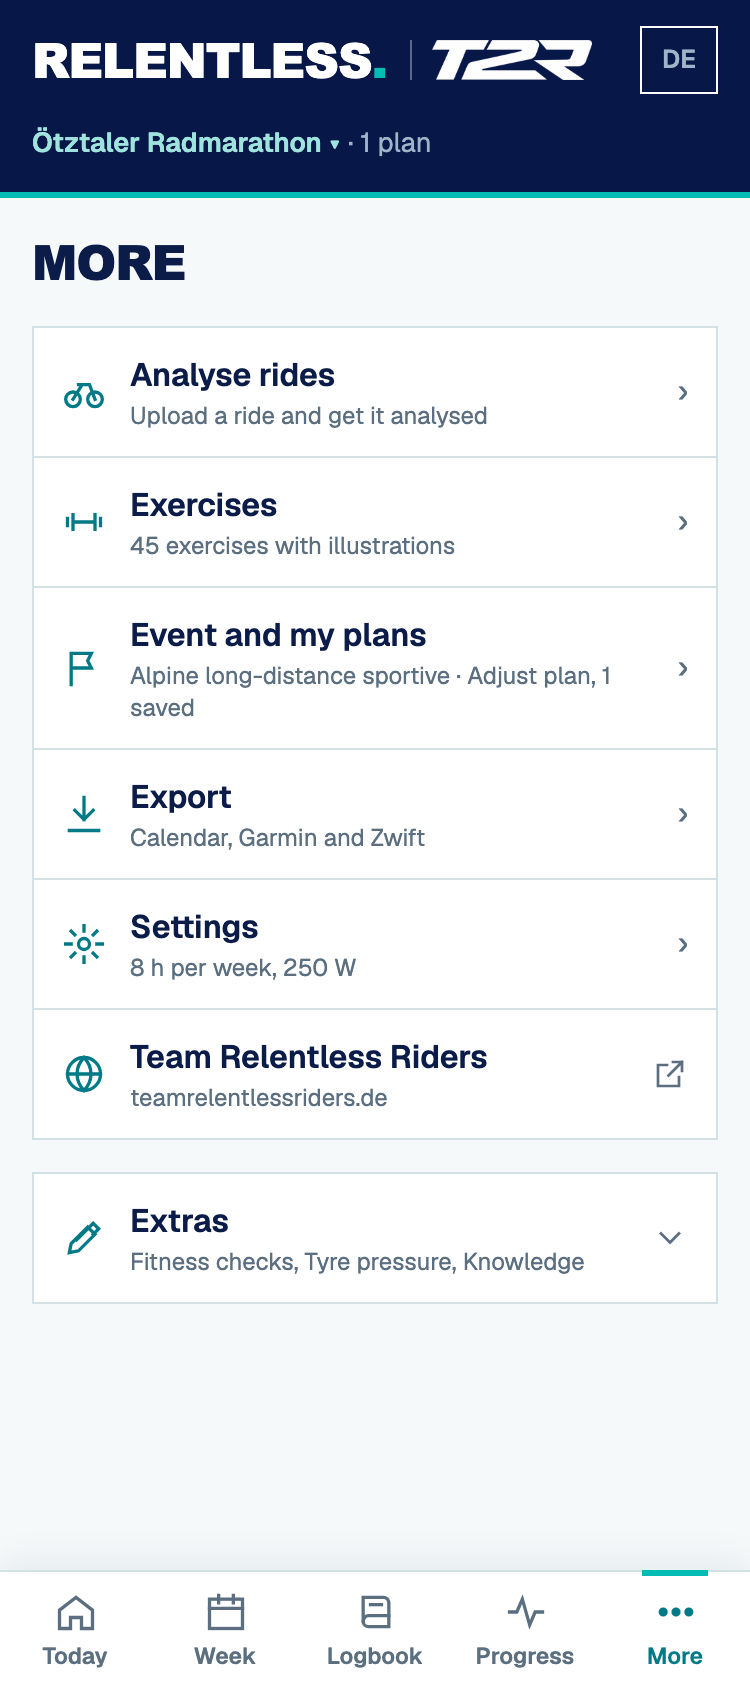 RELENTLESS. T2R DE
Ötztaler Radmarathon ▾ · 1 plan
MORE
Analyse rides
Upload a ride and get it analysed
Exercises
45 exercises with illustrations
Event and my plans
Alpine long-distance sportive · Adjust plan, 1
saved
Export
Calendar, Garmin and Zwift
Settings
8 h per week, 250 W
Team Relentless Riders
teamrelentlessriders.de
Extras
Fitness checks, Tyre pressure, Knowledge
Today Week Logbook Progress More